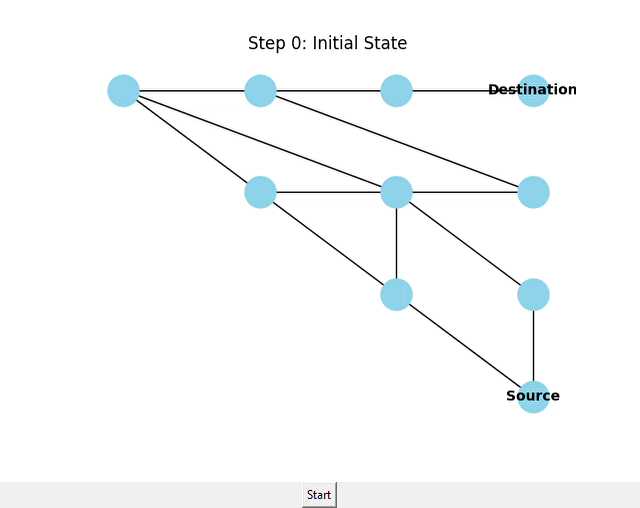 Step 0: Initial State
Destination
Source
Start